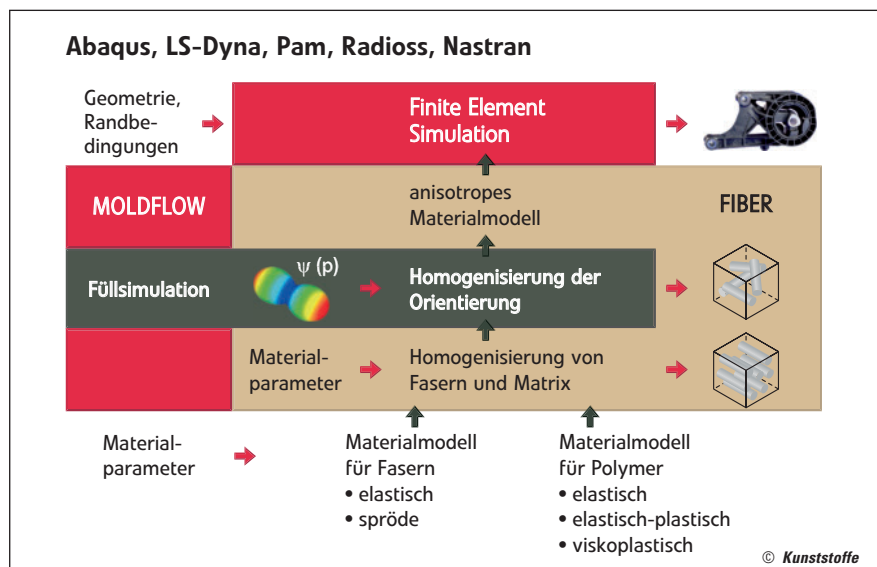 Abaqus, LS-Dyna, Pam, Radioss, Nastran
Geometrie,
Randbe-
dingungen
Finite Element
Simulation
MOLDFLOW
anisotropes
Materialmodell
FIBER
Füllsimulation
ψ (p)
Homogenisierung der
Orientierung
Material-
parameter
Homogenisierung von
Fasern und Matrix
Material-
parameter
Materialmodell
für Fasern
• elastisch
• spröde
Materialmodell
für Polymer
• elastisch
• elastisch-plastisch
• viskoplastisch
© Kunststoffe